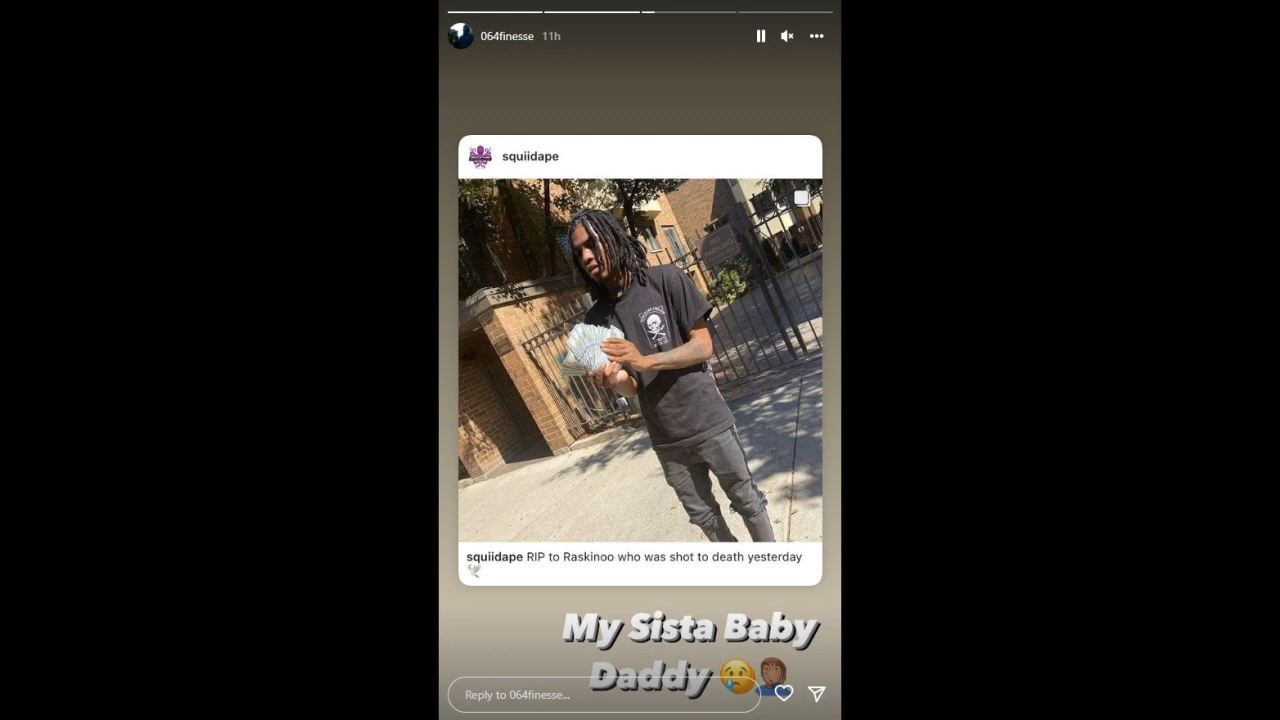 064finesse 11h
squiidape
squiidape RIP to Raskinoo who was shot to death yesterday
My Sista Baby
Daddy
Reply to 064finesse...